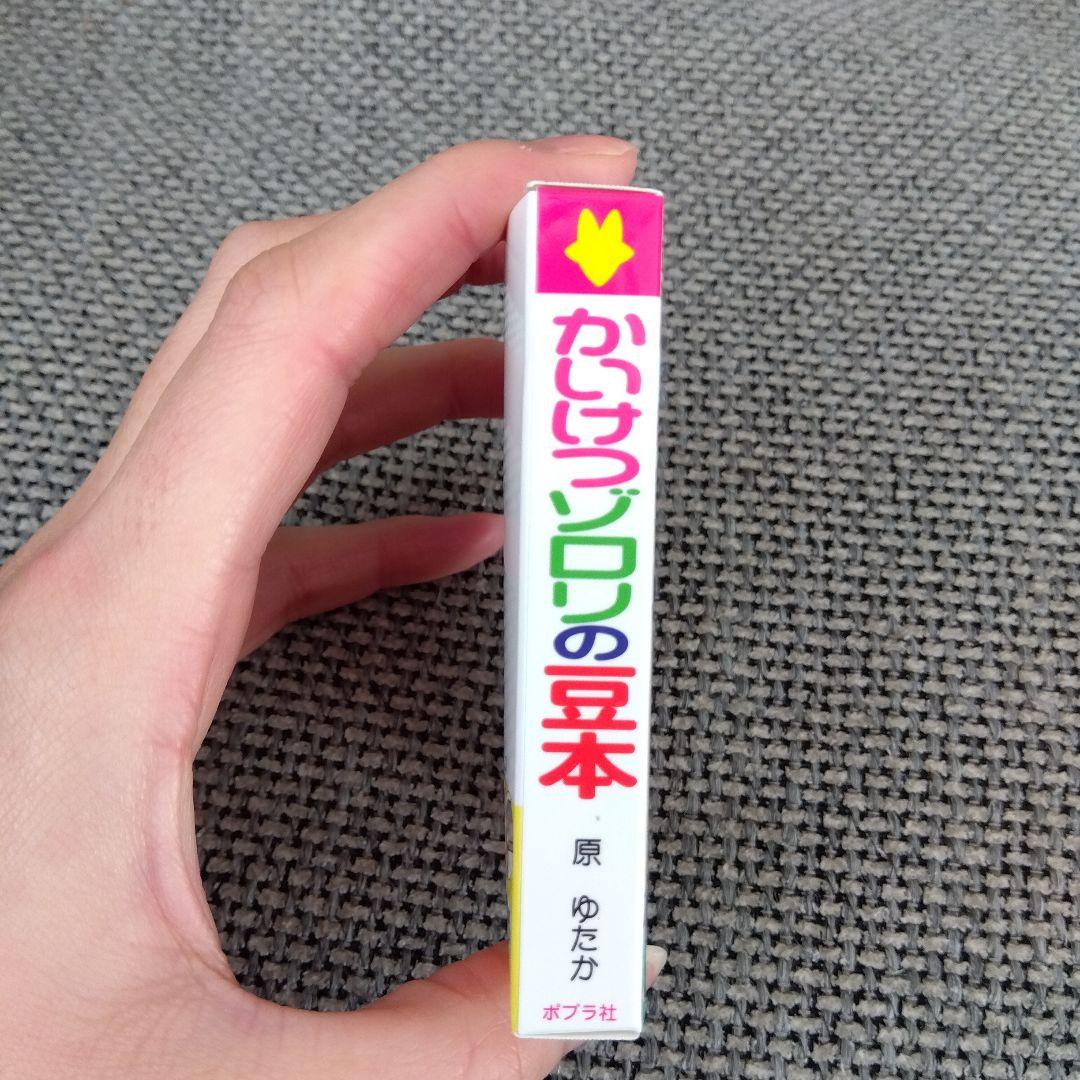 かいけつゾロリの豆本
原 ゆたか
ポプラ社